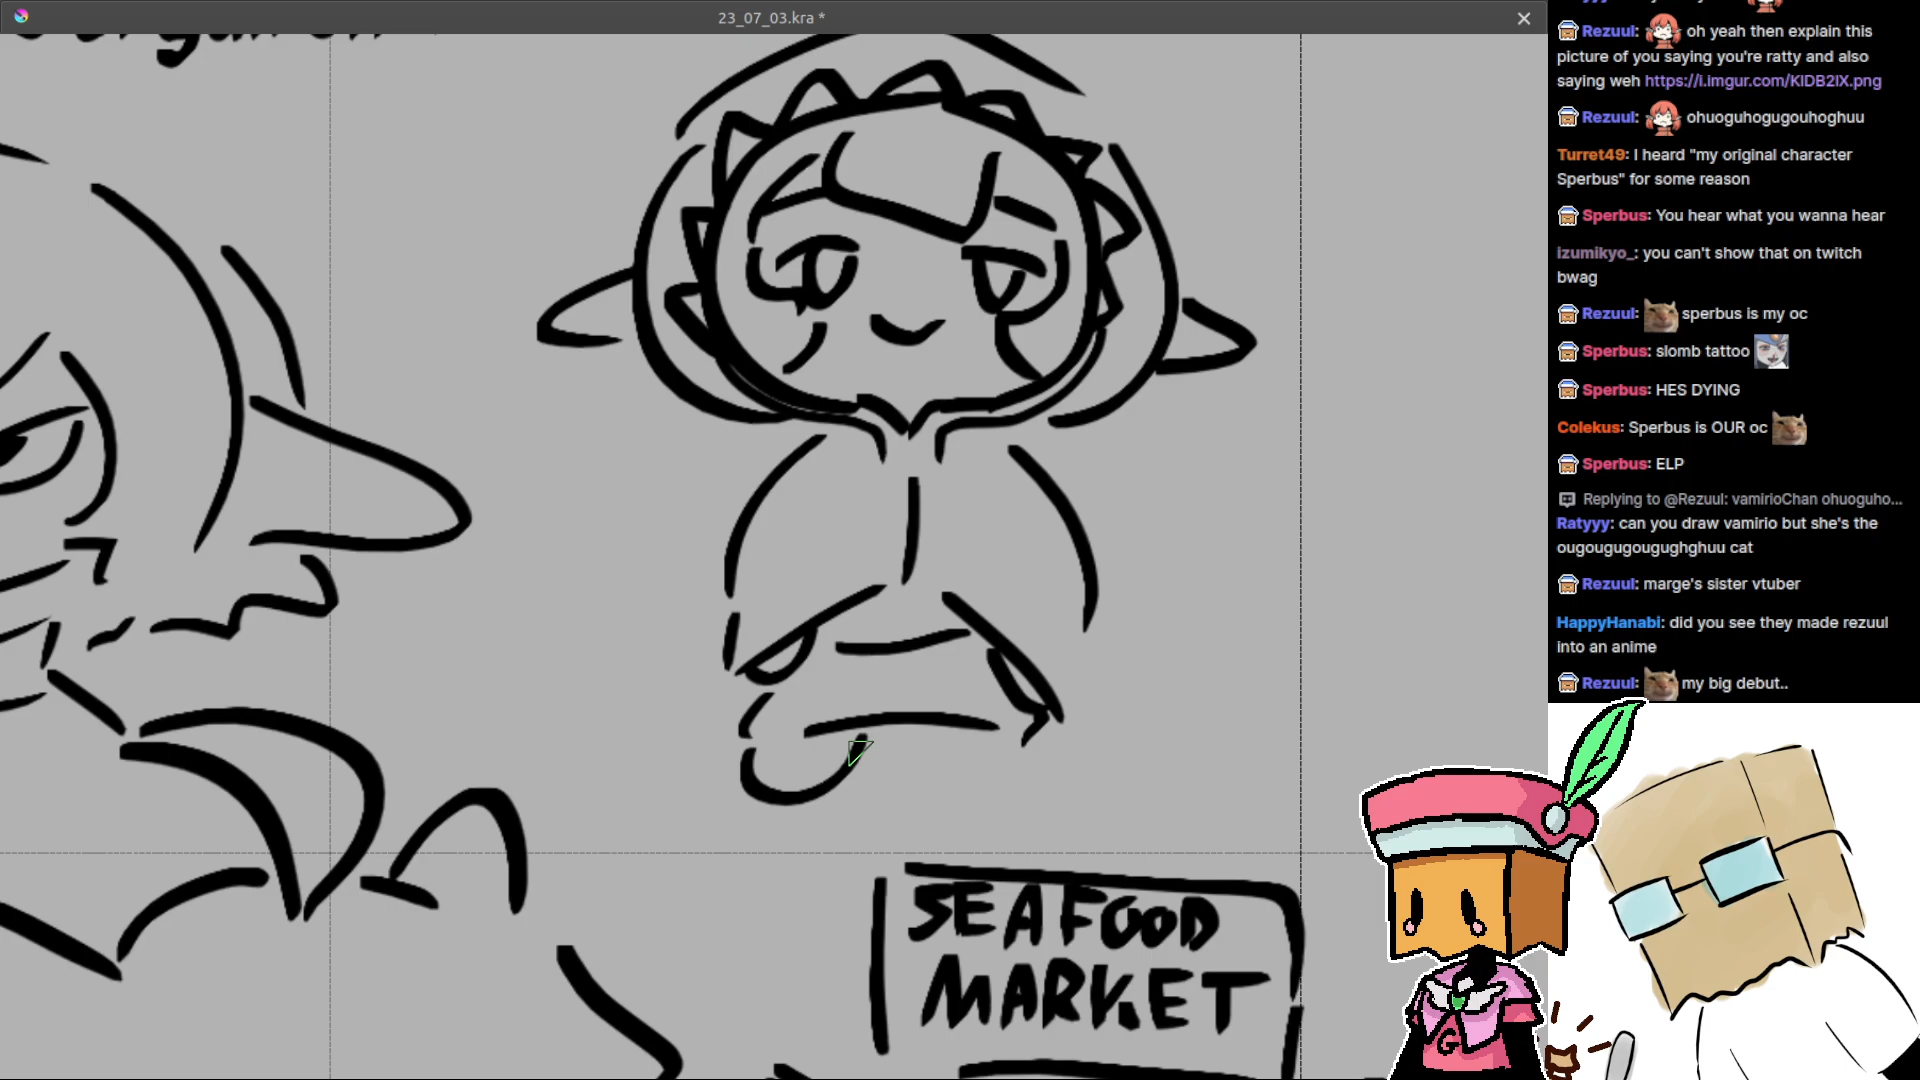 23_07_03.kra *
Rezuul: oh yeah then explain this
picture of you saying you're ratty and also
saying weh https://i.imgur.com/KlDB2IX.png
Rezuul: ohuoguhogugouhoghuu
Turret49: I heard "my original character
Sperbus" for some reason
Sperbus: You hear what you wanna hear
izumikyo_: you can't show that on twitch
bwag
Rezuul: sperbus is my oc
Sperbus: slomb tattoo
Sperbus: HES DYING
Colekus: Sperbus is OUR oc
Sperbus: ELP
Replying to @Rezuul: vamirioChan ohuoguho...
Ratyyy: can you draw vamirio but she's the
ougougugougughghuu cat
Rezuul: marge's sister vtuber
HappyHanabi: did you see they made rezuul
into an anime
Rezuul: my big debut..
SEAFOOD
MARKET
G